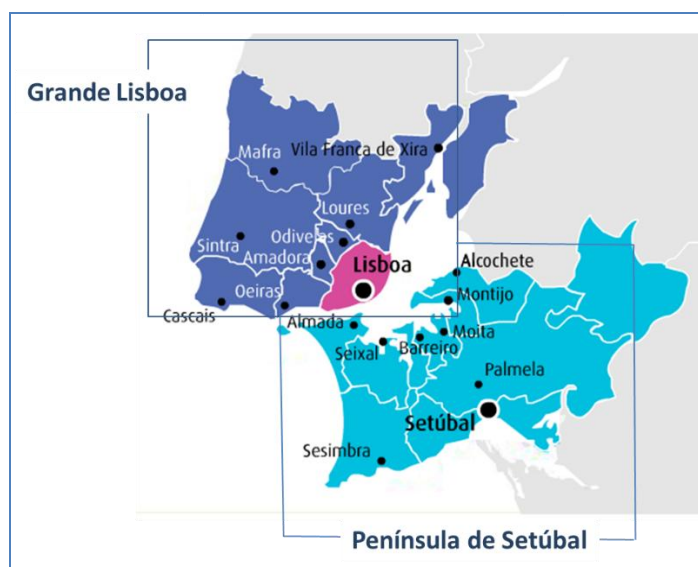 Grande Lisboa
Mafra
Vila Franca de Xira
Loures
Odivelas
Sintra
Amadora
Lisboa
Alcochete
Oeiras
Montijo
Cascais
Almada
Moita
Seixal
Barreiro
Palmela
Setúbal
Sesimbra
Península de Setúbal